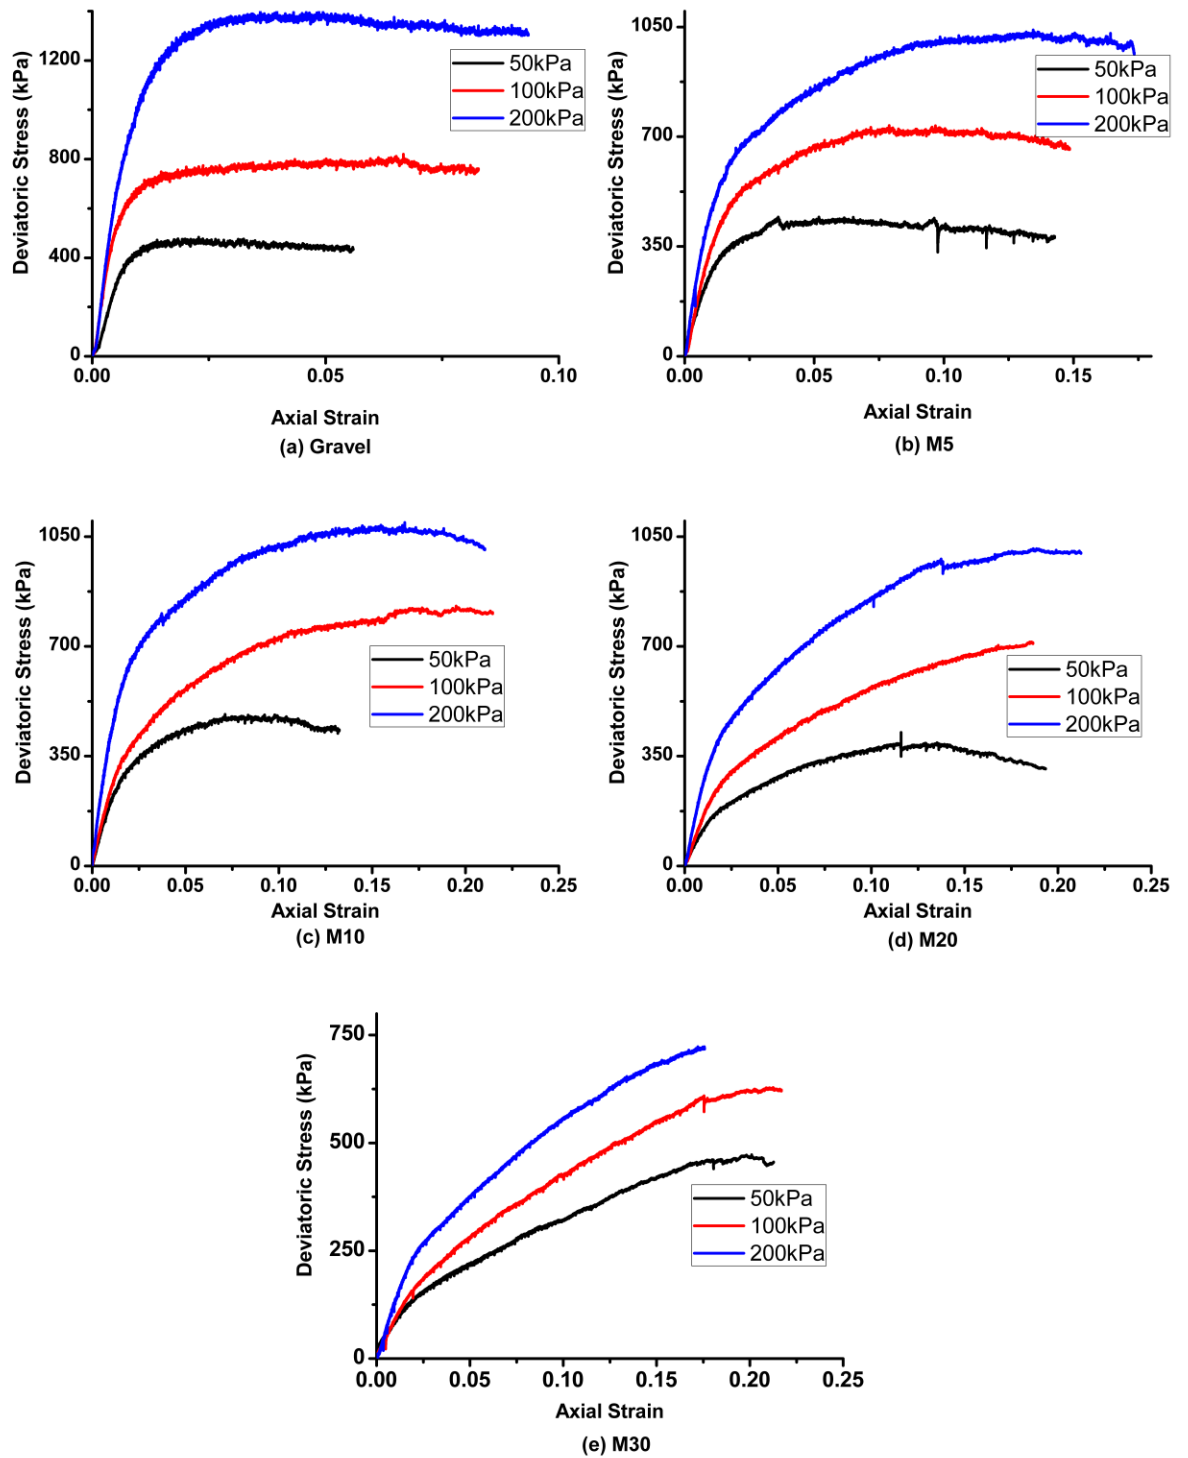 Deviatoric Stress (kPa)
1200
800
400
0
50kPa
100kPa
200kPa
0.00
0.05
0.10
Axial Strain
(a) Gravel
Deviatoric Stress (kPa)
1050
700
350
0
50kPa
100kPa
200kPa
0.00
0.05
0.10
0.15
Axial Strain
(b) M5
Deviatoric Stress (kPa)
1050
700
350
0
50kPa
100kPa
200kPa
0.00
0.05
0.10
0.15
0.20
0.25
Axial Strain
(c) M10
Deviatoric Stress (kPa)
1050
700
350
0
50kPa
100kPa
200kPa
0.00
0.05
0.10
0.15
0.20
0.25
Axial Strain
(d) M20
Deviatoric Stress (kPa)
750
500
250
0
50kPa
100kPa
200kPa
0.00
0.05
0.10
0.15
0.20
0.25
Axial Strain
(e) M30